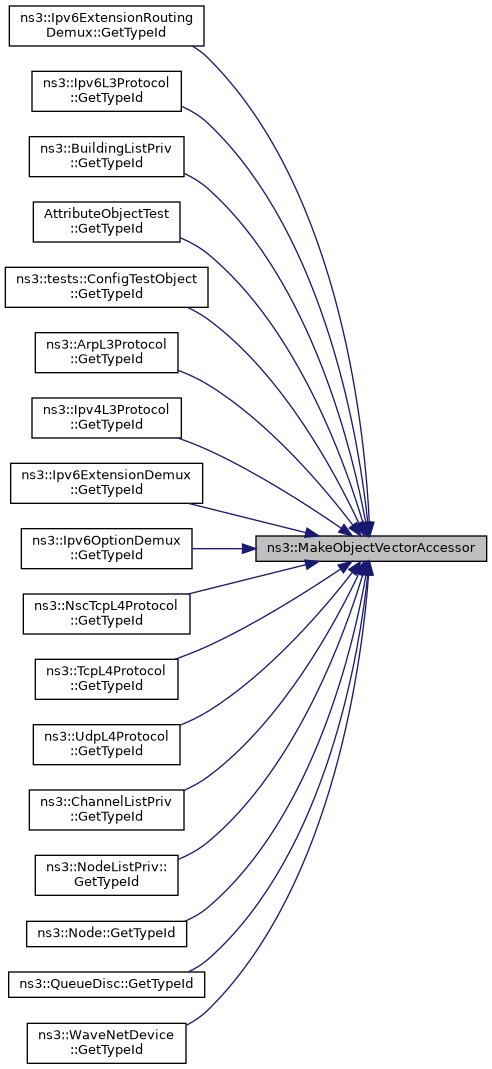 ns3::Ipv6ExtensionRouting
Demux::GetTypeId
ns3::Ipv6L3Protocol
::GetTypeId
ns3::BuildingListPriv
::GetTypeId
AttributeObjectTest
::GetTypeId
ns3::tests::ConfigTestObject
::GetTypeId
ns3::ArpL3Protocol
::GetTypeId
ns3::Ipv4L3Protocol
::GetTypeId
ns3::Ipv6ExtensionDemux
::GetTypeId
ns3::Ipv6OptionDemux
::GetTypeId
ns3::MakeObjectVectorAccessor
ns3::NscTcpL4Protocol
::GetTypeId
ns3::TcpL4Protocol
::GetTypeId
ns3::UdpL4Protocol
::GetTypeId
ns3::ChannelListPriv
::GetTypeId
ns3::NodeListPriv::
GetTypeId
ns3::Node::GetTypeId
ns3::QueueDisc::GetTypeId
ns3::WaveNetDevice
::GetTypeId